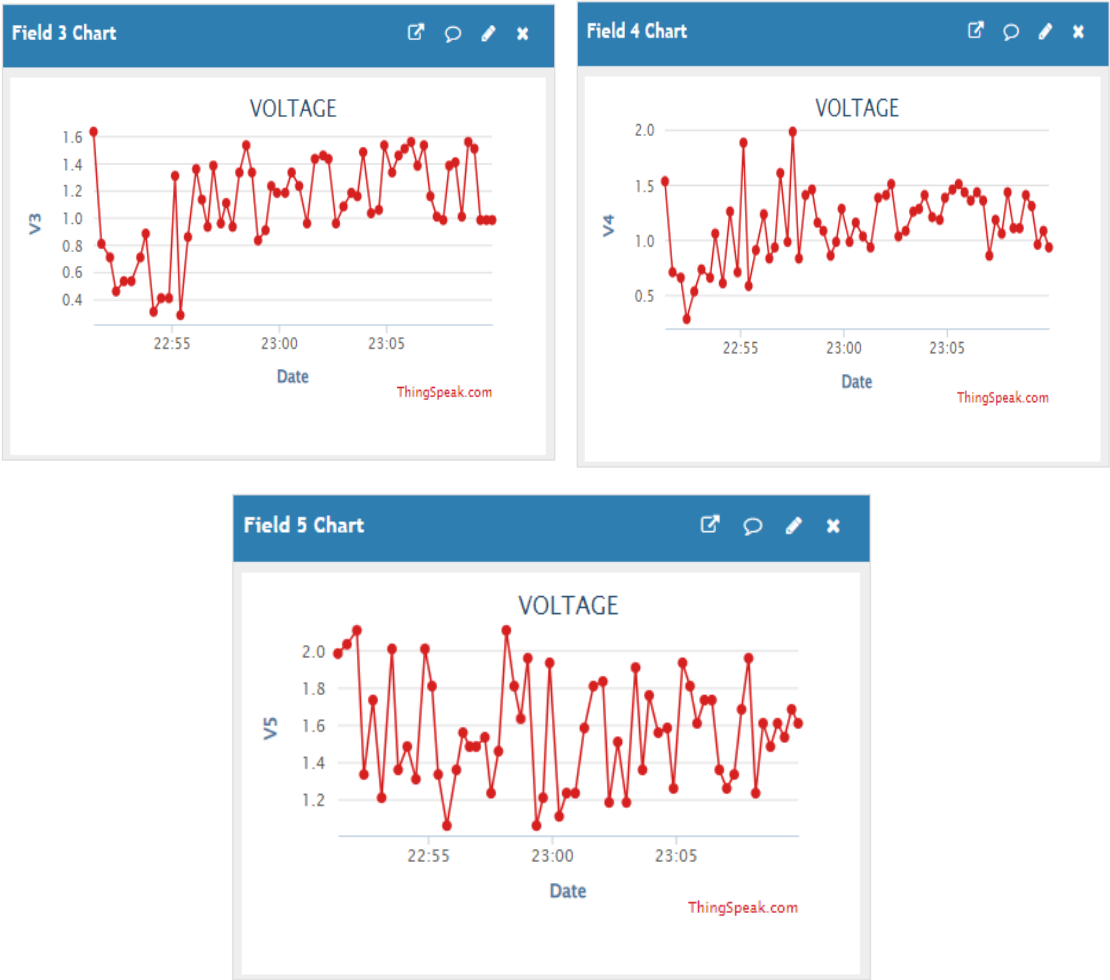 Field 3 Chart
VOLTAGE
1.6
1.4
1.2
1.0
0.8
0.6
0.4
V3
22:55 23:00 23:05
Date
ThingSpeak.com
Field 4 Chart
VOLTAGE
2.0
1.5
1.0
0.5
V4
22:55 23:00 23:05
Date
ThingSpeak.com
Field 5 Chart
VOLTAGE
2.0
1.8
1.6
1.4
1.2
V5
22:55 23:00 23:05
Date
ThingSpeak.com